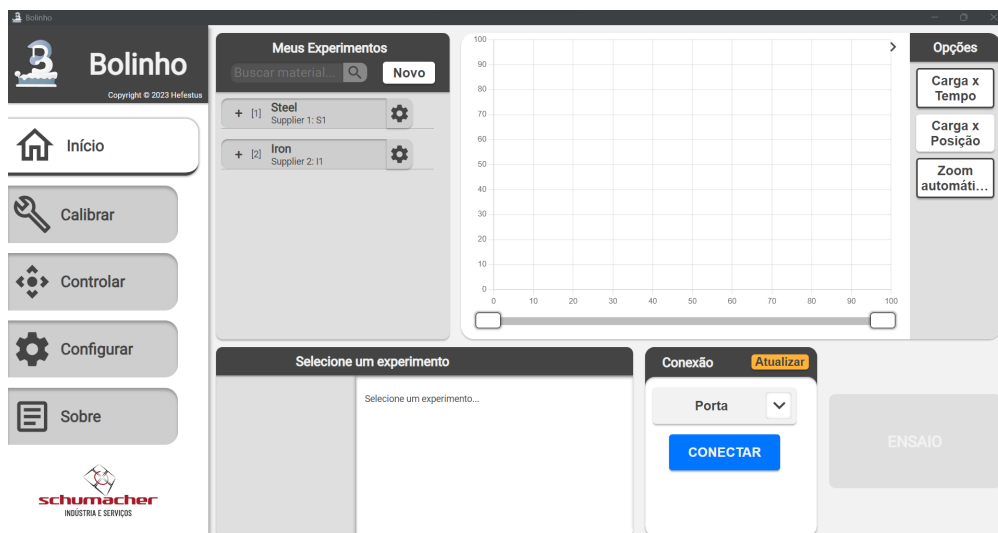 Bolinho
Bolinho
Copyright © 2023 Hefestus
Início
Calibrar
Controlar
Configurar
Sobre
schumacher
INDÚSTRIA E SERVIÇOS
Meus Experimentos
Buscar material...
Novo
+ [1] Steel
Supplier 1: S1
+ [2] Iron
Supplier 2: I1
100
90
80
70
60
50
40
30
20
10
0
0 10 20 30 40 50 60 70 80 90 100
Opções
Carga x
Tempo
Carga x
Posição
Zoom
automáti...
Selecione um experimento
Selecione um experimento...
Conexão
Atualizar
Porta
CONECTAR
ENSAIO